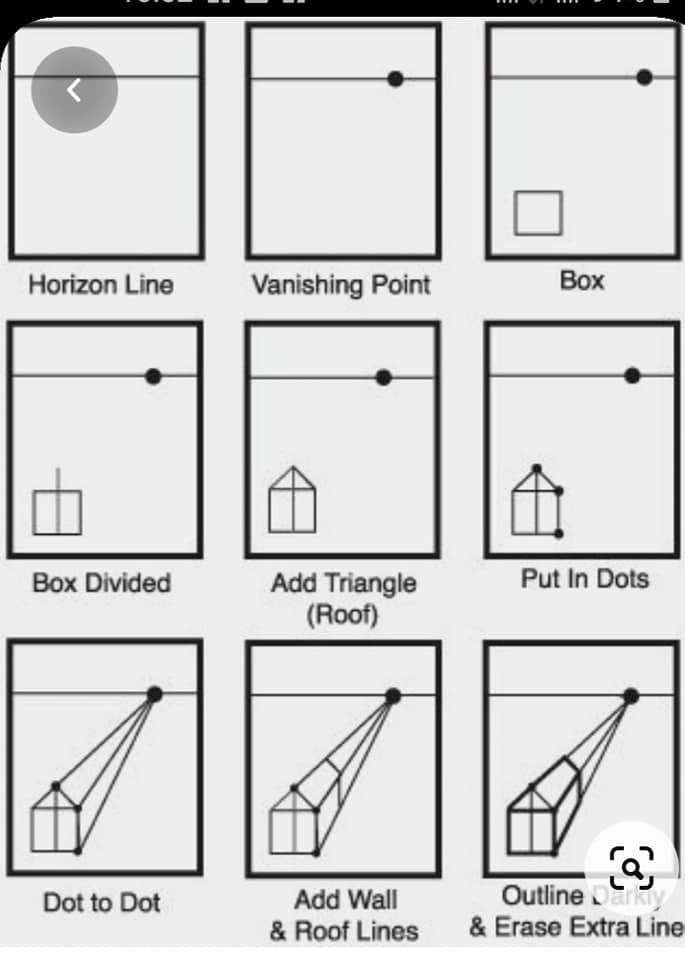 Horizon Line
Vanishing Point
Box
Box Divided
Add Triangle
(Roof)
Put In Dots
Dot to Dot
Add Wall
& Roof Lines
Outline Darkly
& Erase Extra Line